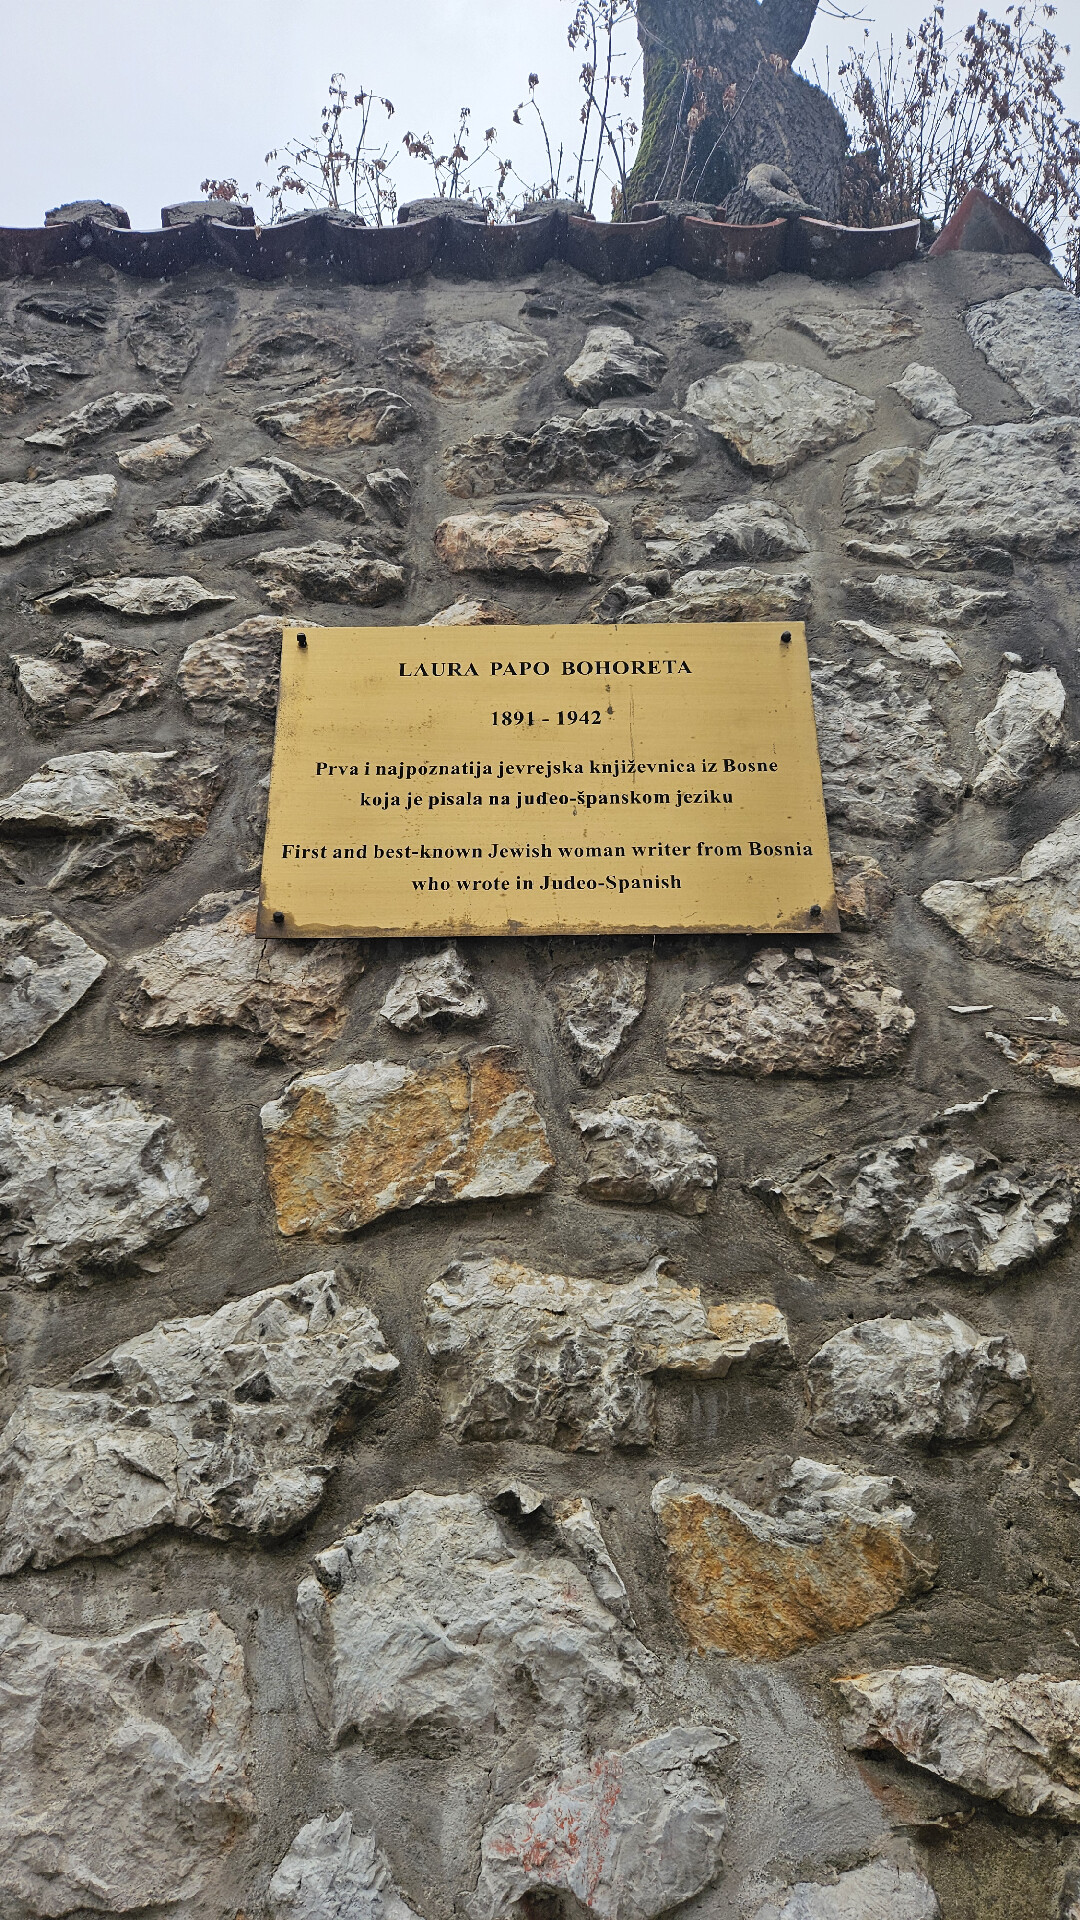 LAURA PAPO BOHORETA
1891 - 1942
Prva i najpoznatija jevrejska književnica iz Bosne
koja je pisala na judeo-španskom jeziku
First and best-known Jewish woman writer from Bosnia
who wrote in Judeo-Spanish